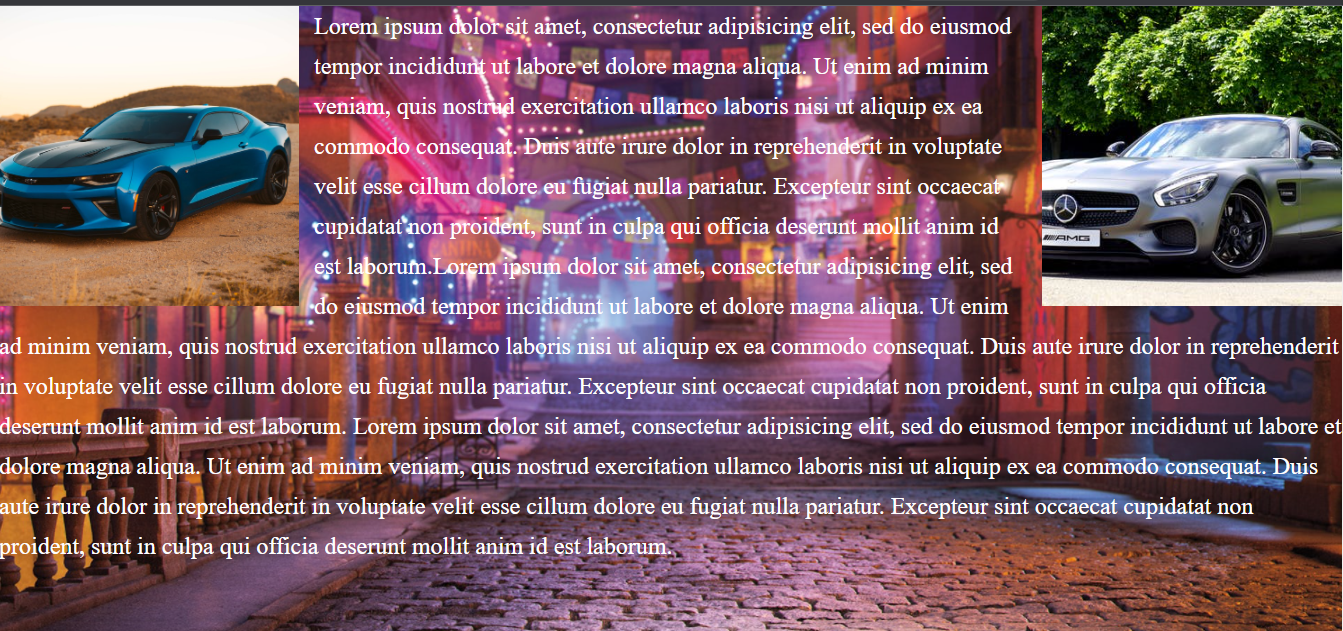 Lorem ipsum dolor sit amet, consectetur adipisicing elit, sed do eiusmod
tempor incididunt ut labore et dolore magna aliqua. Ut enim ad minim
veniam, quis nostrud exercitation ullamco laboris nisi ut aliquip ex ea
commodo consequat. Duis aute irure dolor in reprehenderit in voluptate
velit esse cillum dolore eu fugiat nulla pariatur. Excepteur sint occaecat
cupidatat non proident, sunt in culpa qui officia deserunt mollit anim id
est laborum.Lorem ipsum dolor sit amet, consectetur adipisicing elit, sed
do eiusmod tempor incididunt ut labore et dolore magna aliqua. Ut enim
ad minim veniam, quis nostrud exercitation ullamco laboris nisi ut aliquip ex ea commodo consequat. Duis aute irure dolor in reprehenderit
in voluptate velit esse cillum dolore eu fugiat nulla pariatur. Excepteur sint occaecat cupidatat non proident, sunt in culpa qui officia
deserunt mollit anim id est laborum. Lorem ipsum dolor sit amet, consectetur adipisicing elit, sed do eiusmod tempor incididunt ut labore et
dolore magna aliqua. Ut enim ad minim veniam, quis nostrud exercitation ullamco laboris nisi ut aliquip ex ea commodo consequat. Duis
aute irure dolor in reprehenderit in voluptate velit esse cillum dolore eu fugiat nulla pariatur. Excepteur sint occaecat cupidatat non
proident, sunt in culpa qui officia deserunt mollit anim id est laborum.
AMG